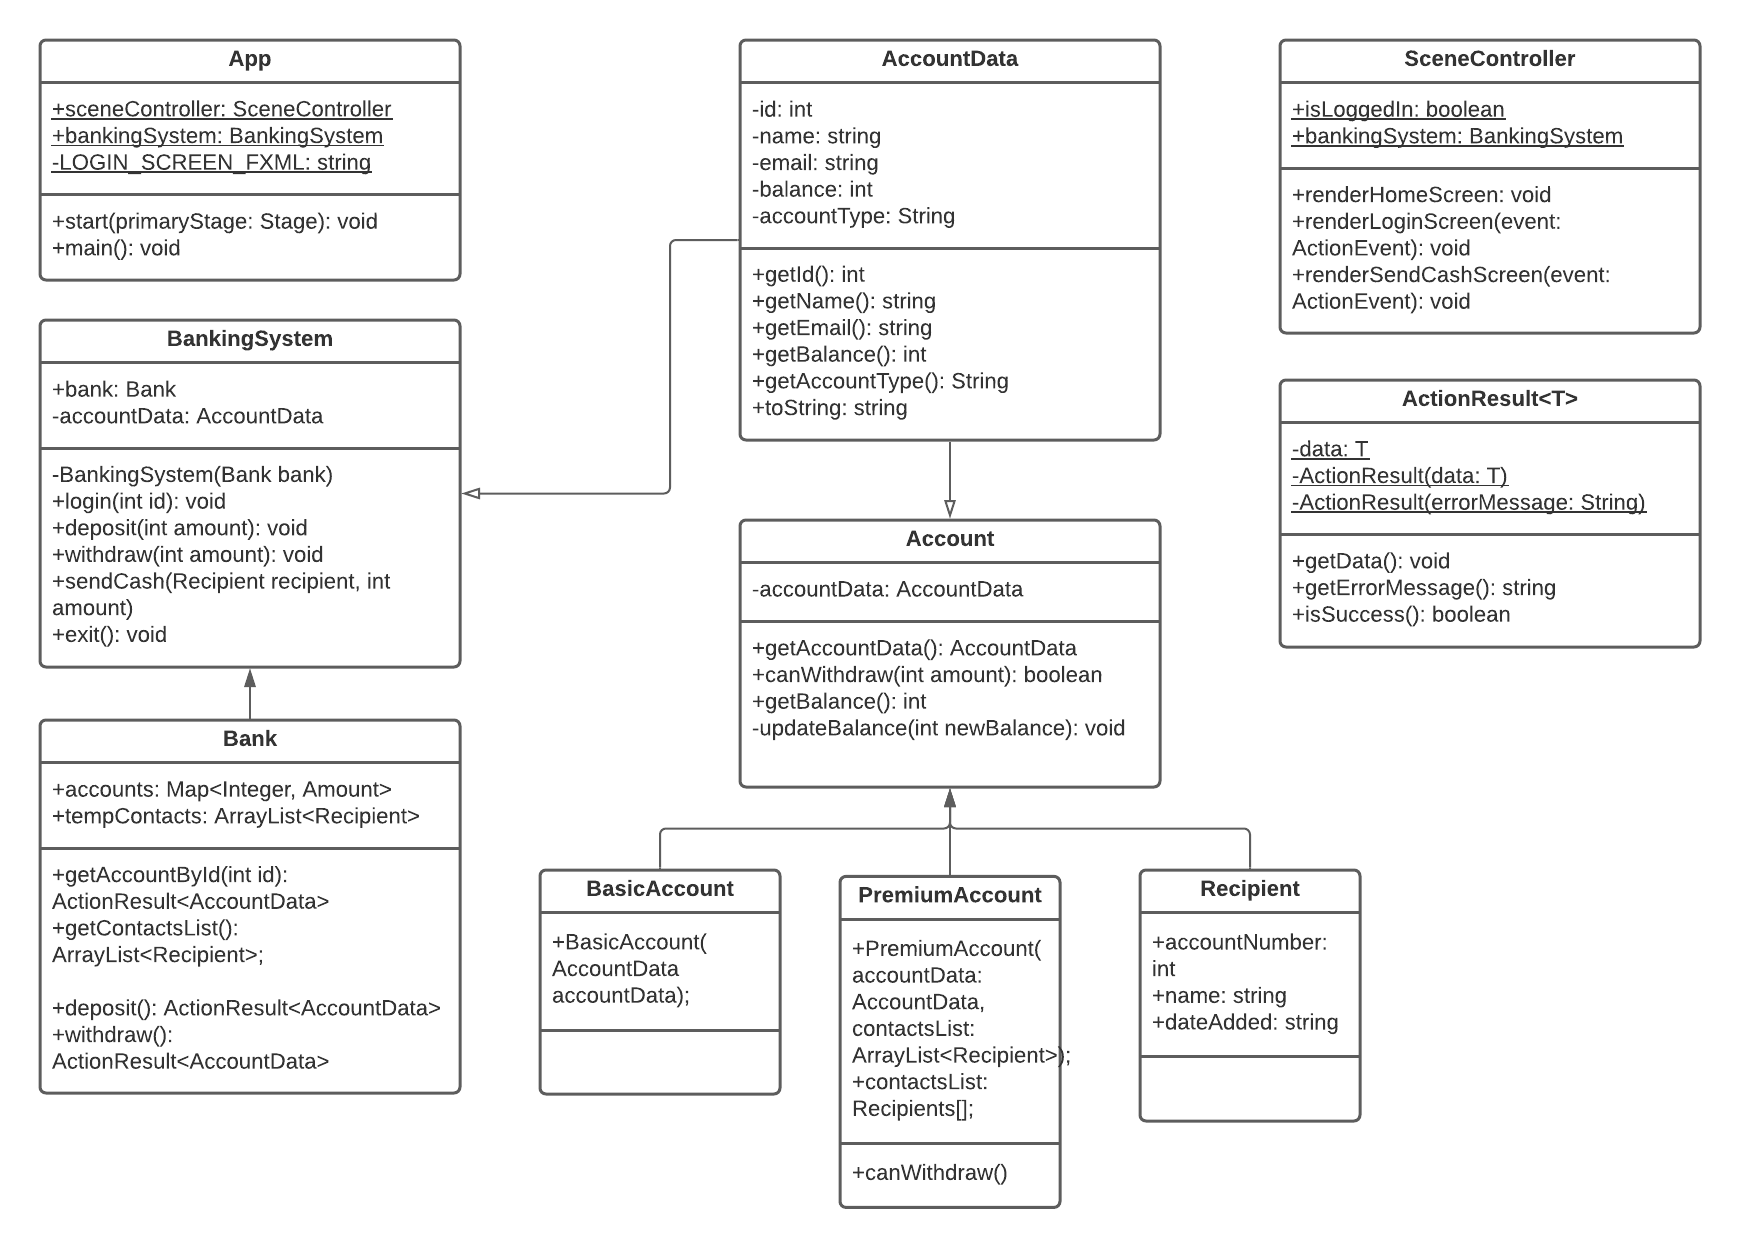 App
+sceneController: SceneController
+bankingSystem: BankingSystem
-LOGIN_SCREEN_FXML: string
+start(primaryStage: Stage): void
+main(): void
BankingSystem
+bank: Bank
-accountData: AccountData
-BankingSystem(Bank bank)
+login(int id): void
+deposit(int amount): void
+withdraw(int amount): void
+sendCash(Recipient recipient, int
amount)
+exit(): void
Bank
+accounts: Map<Integer, Amount>
+tempContacts: ArrayList<Recipient>
+getAccountById(int id):
ActionResult<AccountData>
+getContactsList():
ArrayList<Recipient>;
+deposit(): ActionResult<AccountData>
+withdraw():
ActionResult<AccountData>
AccountData
-id: int
-name: string
-email: string
-balance: int
-accountType: String
+getId(): int
+getName(): string
+getEmail(): string
+getBalance(): int
+getAccountType(): String
+toString: string
Account
-accountData: AccountData
+getAccountData(): AccountData
+canWithdraw(int amount): boolean
+getBalance(): int
-updateBalance(int newBalance): void
BasicAccount
+BasicAccount(
AccountData
accountData);
PremiumAccount
+PremiumAccount(
accountData:
AccountData,
contactsList:
ArrayList<Recipient>);
+contactsList:
Recipients[];
+canWithdraw()
Recipient
+accountNumber:
int
+name: string
+dateAdded: string
SceneController
+isLoggedIn: boolean
+bankingSystem: BankingSystem
+renderHomeScreen: void
+renderLoginScreen(event:
ActionEvent): void
+renderSendCashScreen(event:
ActionEvent): void
ActionResult<T>
-data: T
-ActionResult(data: T)
-ActionResult(errorMessage: String)
+getData(): void
+getErrorMessage(): string
+isSuccess(): boolean